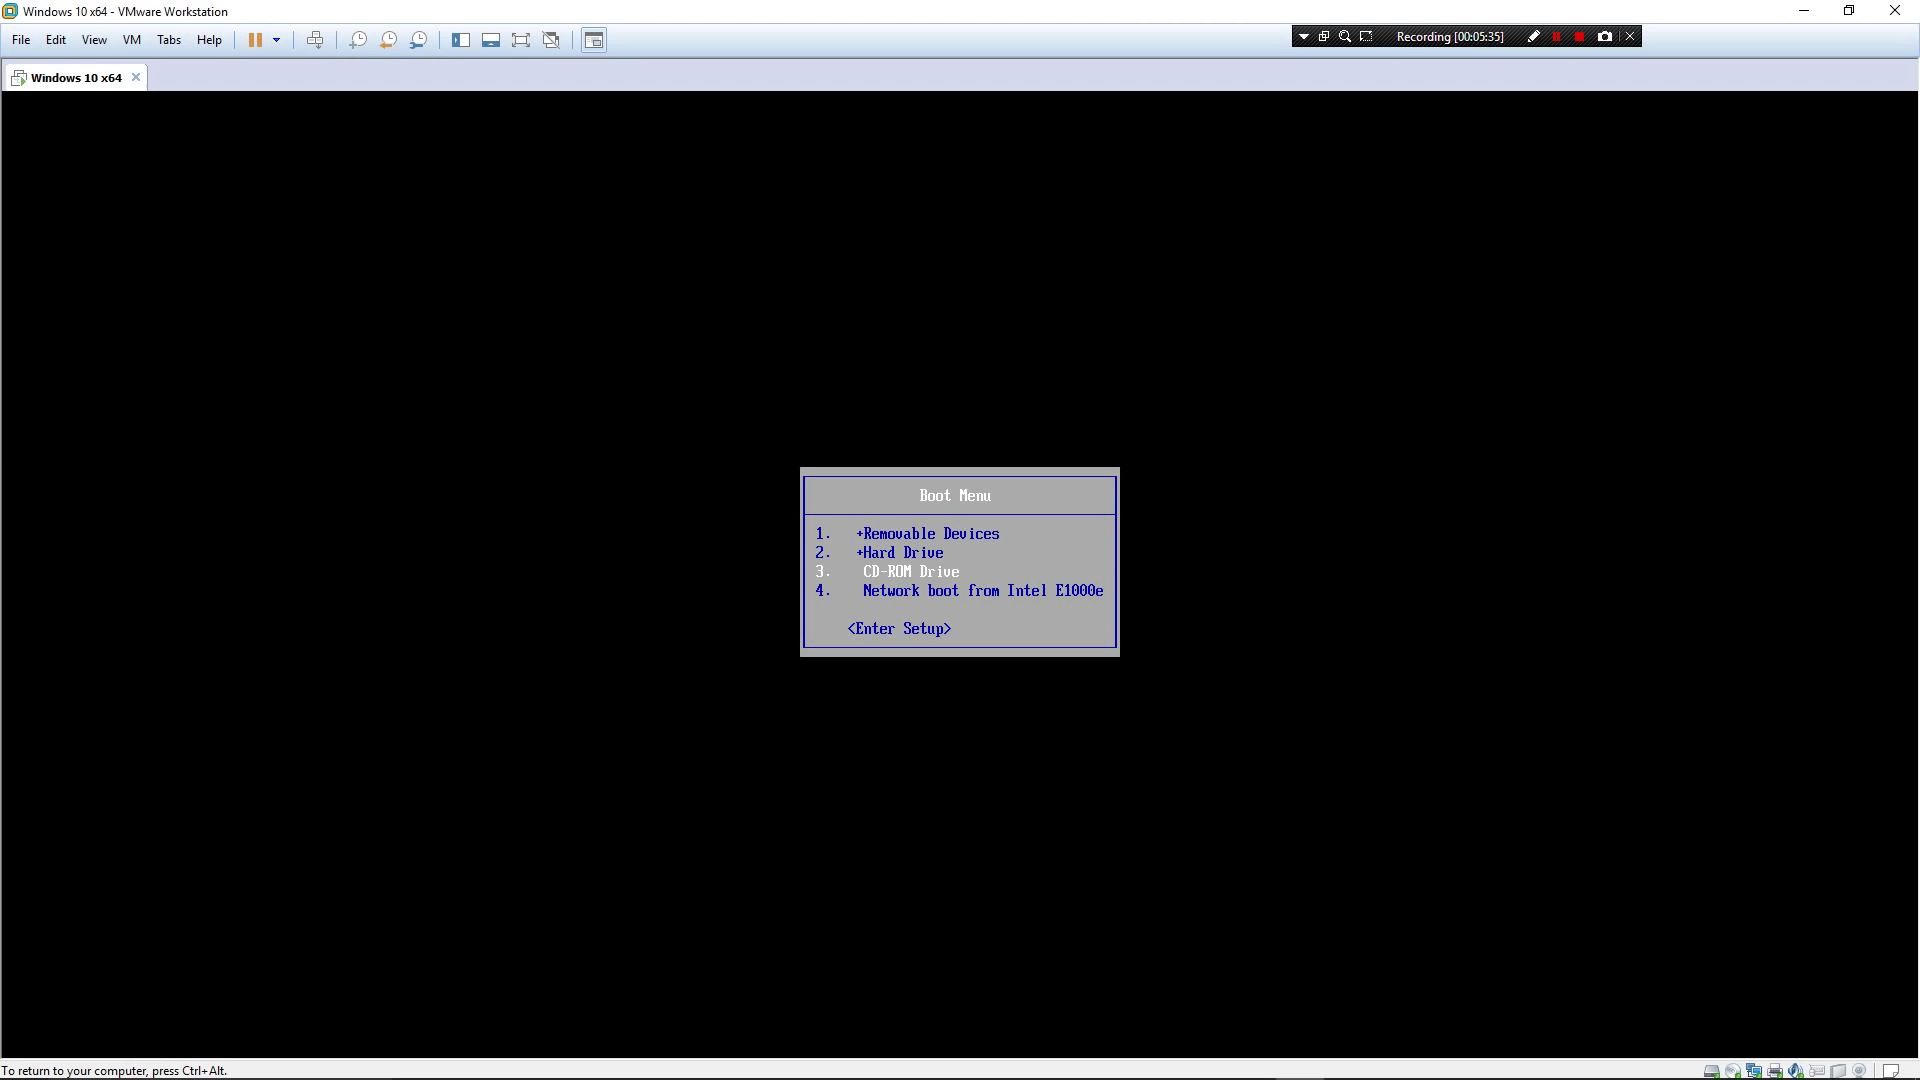 Windows 10 x64 - VMware Workstation
File Edit View VM Tabs Help
Recording [00:05:35]
Windows 10 x64
Boot Menu
1. +Removable Devices
2. +Hard Drive
3. CD-ROM Drive
4. Network boot from Intel E1000e
<Enter Setup>
To return to your computer, press Ctrl+Alt.